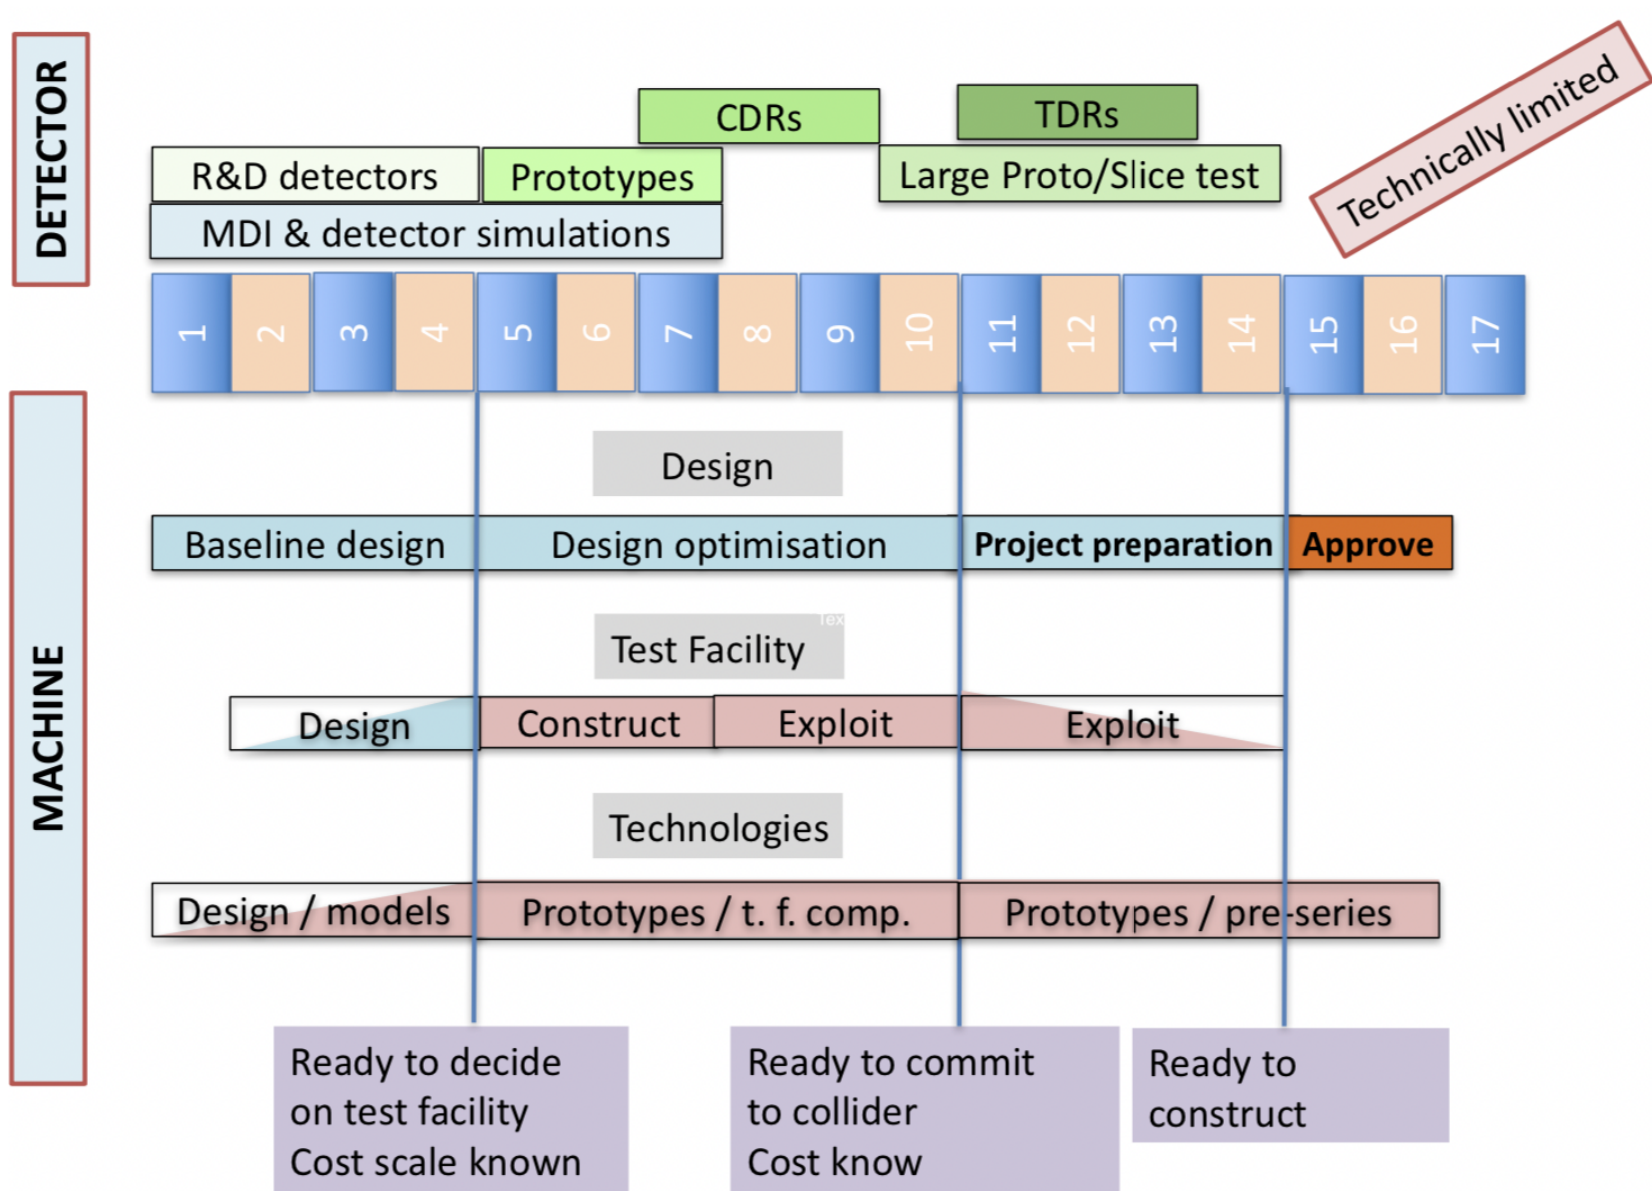 DETECTOR
Technically limited
CDRs
TDRs
R&D detectors
Prototypes
Large Proto/Slice test
MDI & detector simulations
1 2 3 4 5 6 7 8 9 10 11 12 13 14 15 16 17
MACHINE
Design
Baseline design
Design optimisation
Project preparation
Approve
Tex
Test Facility
Design
Construct
Exploit
Exploit
Technologies
Design / models
Prototypes / t. f. comp.
Prototypes / pre-series
Ready to decide
on test facility
Cost scale known
Ready to commit
to collider
Cost know
Ready to
construct